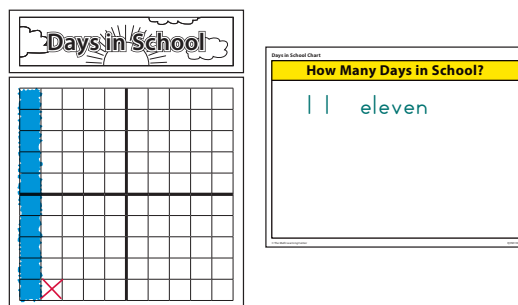 Days in School
Days in School Chart
How Many Days in School?
11 eleven